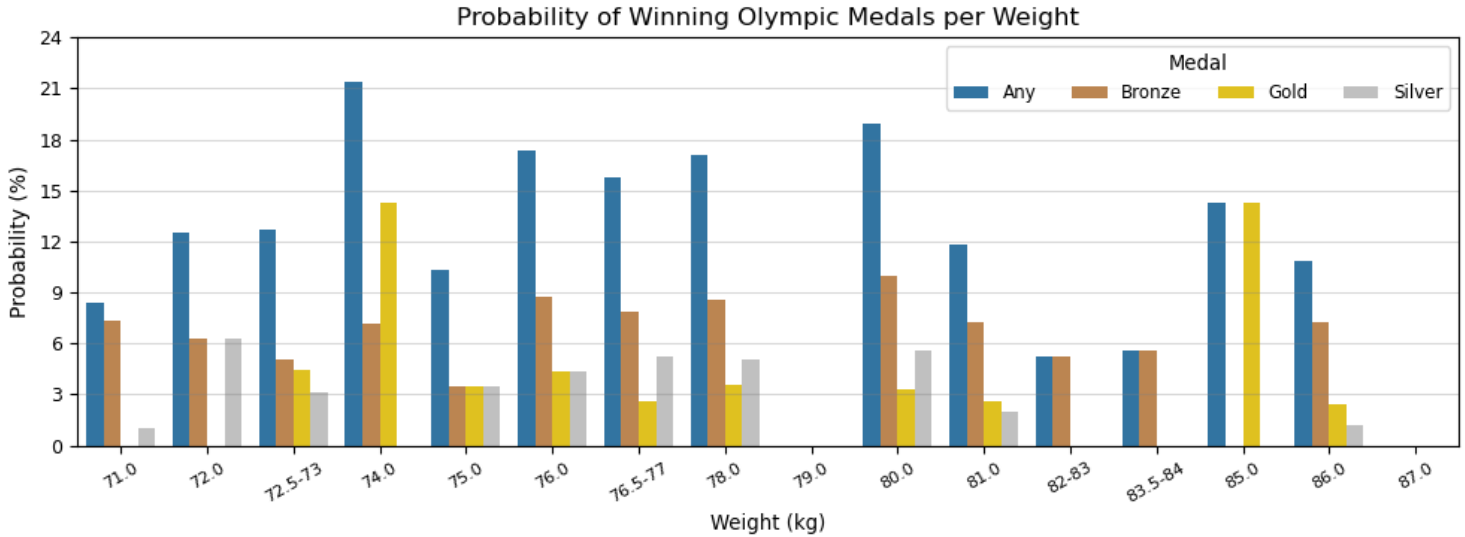 Probability of Winning Olympic Medals per Weight
Medal
Any Bronze Gold Silver
Probability (%)
24
21
18
15
12
9
6
3
0
71.0 72.0 72.5-73 74.0 75.0 76.0 76.5-77 78.0 79.0 80.0 81.0 82-83 83.5-84 85.0 86.0 87.0
Weight (kg)